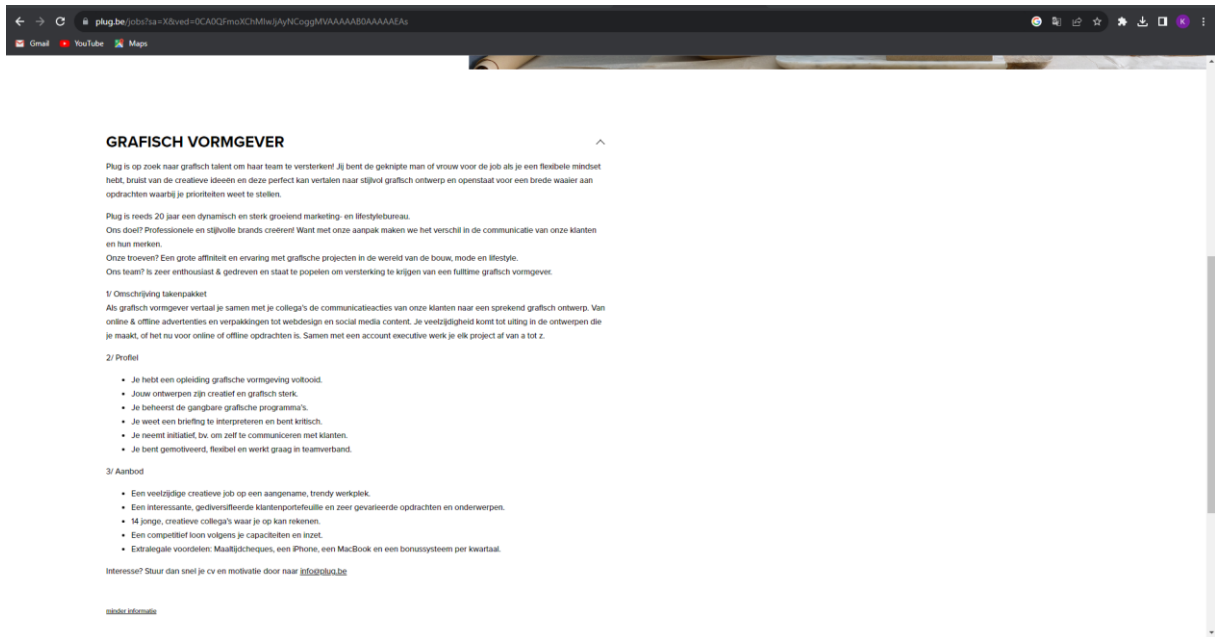 plug.be/jobs?sa=X&ved=0CA0QFmoXChMIwJjAyNCoggMVAAAAAB0AAAAAEAs
K
Gmail YouTube Maps
GRAFISCH VORMGEVER
Plug is op zoek naar grafisch talent om haar team te versterken! Jij bent de geknipte man of vrouw voor de job als je een flexibele mindset
hebt, bruist van de creatieve ideeën en deze perfect kan vertalen naar stijlvol grafisch ontwerp en openstaat voor een brede waaier aan
opdrachten waarbij je prioriteiten weet te stellen.
Plug is reeds 20 jaar een dynamisch en sterk groeiend marketing- en lifestylebureau.
Ons doel? Professionele en stijlvolle brands creëren! Want met onze aanpak maken we het verschil in de communicatie van onze klanten
en hun merken.
Onze troeven? Een grote affiniteit en ervaring met grafische projecten in de wereld van de bouw, mode en lifestyle.
Ons team? Is zeer enthousiast & gedreven en staat te popelen om versterking te krijgen van een fulltime grafisch vormgever.
1/ Omschrijving takenpakket
Als grafisch vormgever vertaal je samen met je collega's de communicatieacties van onze klanten naar een sprekend grafisch ontwerp. Van
online & offline advertenties en verpakkingen tot webdesign en social media content. Je veelzijdigheid komt tot uiting in de ontwerpen die
je maakt, of het nu voor online of offline opdrachten is. Samen met een account executive werk je elk project af van a tot z.
2/ Profiel
• Je hebt een opleiding grafische vormgeving voltooid.
• Jouw ontwerpen zijn creatief en grafisch sterk.
• Je beheerst de gangbare grafische programma's.
• Je weet een briefing te interpreteren en bent kritisch.
• Je neemt initiatief, bv. om zelf te communiceren met klanten.
• Je bent gemotiveerd, flexibel en werkt graag in teamverband.
3/ Aanbod
• Een veelzijdige creatieve job op een aangename, trendy werkplek.
• Een interessante, gediversifieerde klantenportefeuille en zeer gevarieerde opdrachten en onderwerpen.
• 14 jonge, creatieve collega's waar je op kan rekenen.
• Een competitief loon volgens je capaciteiten en inzet.
• Extralegale voordelen: Maaltijdcheques, een iPhone, een MacBook en een bonussysteem per kwartaal.
Interesse? Stuur dan snel je cv en motivatie door naar info@plug.be
minder informatie